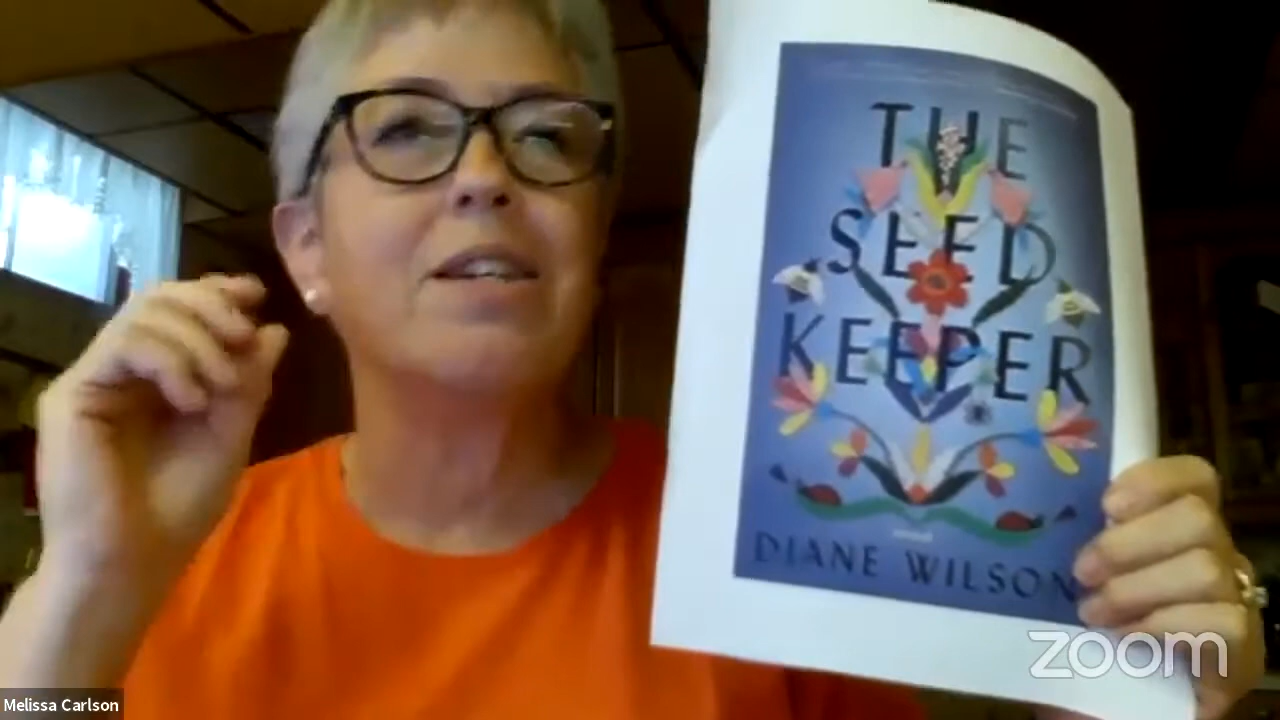 THE
SEED
KEEPER
DIANE WILSON
zoom
Melissa Carlson